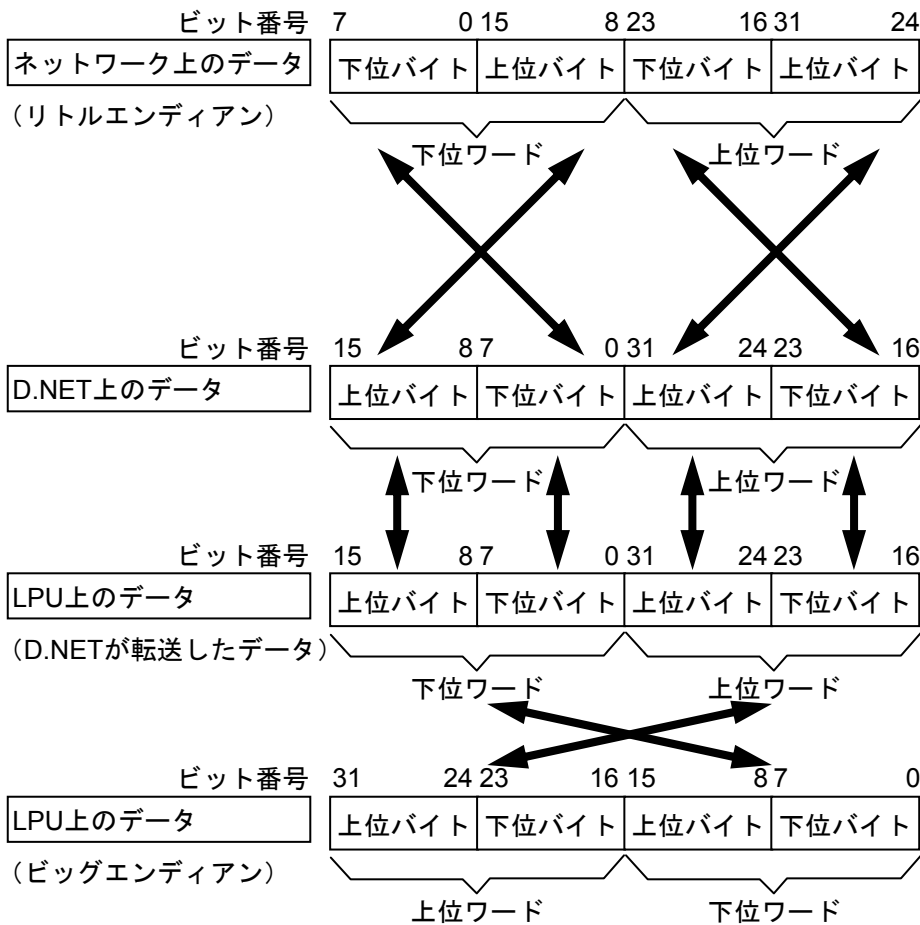 ビット番号 7 0 15 8 23 16 31 24
ネットワーク上のデータ 下位バイト 上位バイト 下位バイト 上位バイト
（リトルエンディアン）
下位ワード 上位ワード
ビット番号 15 8 7 0 31 24 23 16
D.NET上のデータ 上位バイト 下位バイト 上位バイト 下位バイト
下位ワード 上位ワード
ビット番号 15 8 7 0 31 24 23 16
LPU上のデータ 上位バイト 下位バイト 上位バイト 下位バイト
（D.NETが転送したデータ）
下位ワード 上位ワード
ビット番号 31 24 23 16 15 8 7 0
LPU上のデータ 上位バイト 下位バイト 上位バイト 下位バイト
（ビッグエンディアン）
上位ワード 下位ワード